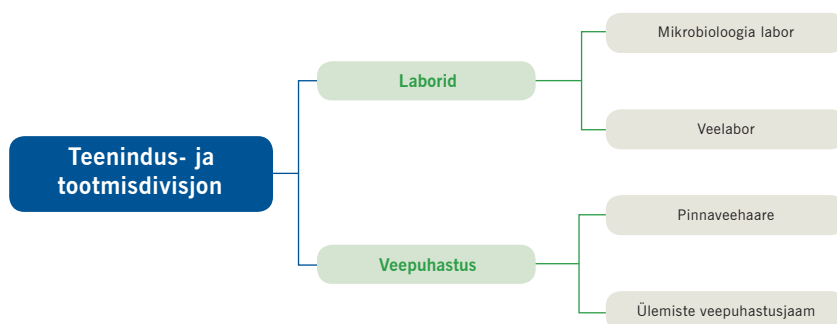 Teenindus- ja
tootmisdivisjon
Laborid
Mikrobioloogia labor
Veelabor
Veepuhastus
Pinnaveehaare
Ülemiste veepuhastusjaam